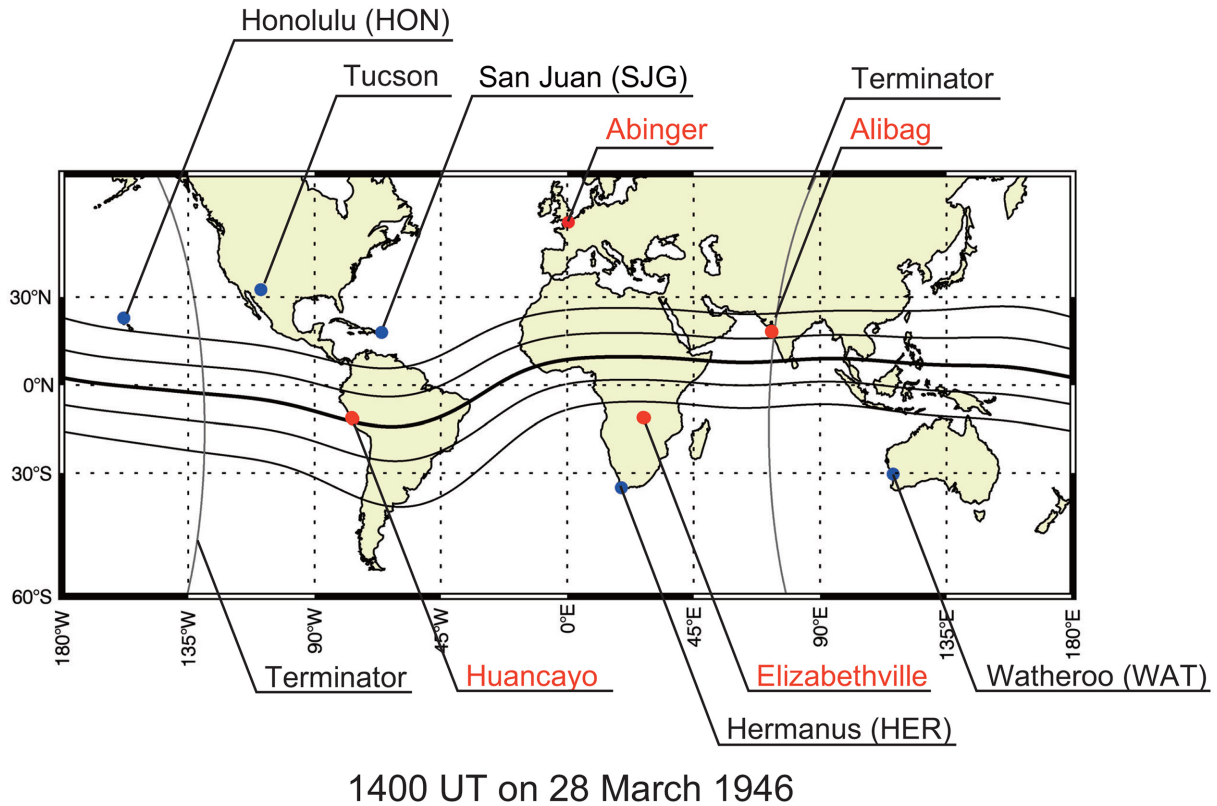 Honolulu (HON)
Tucson
San Juan (SJG)
Terminator
Abinger
Alibag
30°N
0°N
30°S
60°S
180°W
135°W
90°W
45°W
0°E
45°E
90°E
135°E
180°E
Terminator
Huancayo
Elizabethville
Watheroo (WAT)
Hermanus (HER)
1400 UT on 28 March 1946